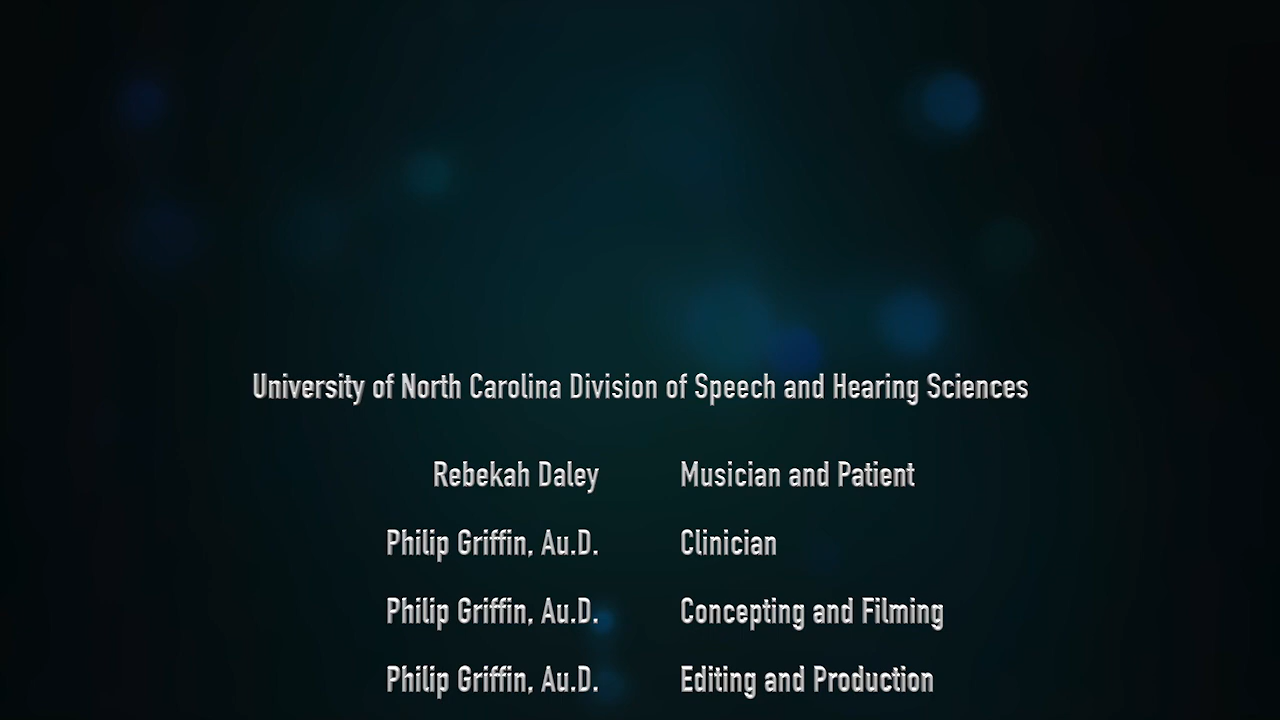 University of North Carolina Division of Speech and Hearing Sciences
Rebekah Daley Musician and Patient
Philip Griffin, Au.D. Clinician
Philip Griffin, Au.D. Concepting and Filming
Philip Griffin, Au.D. Editing and Production